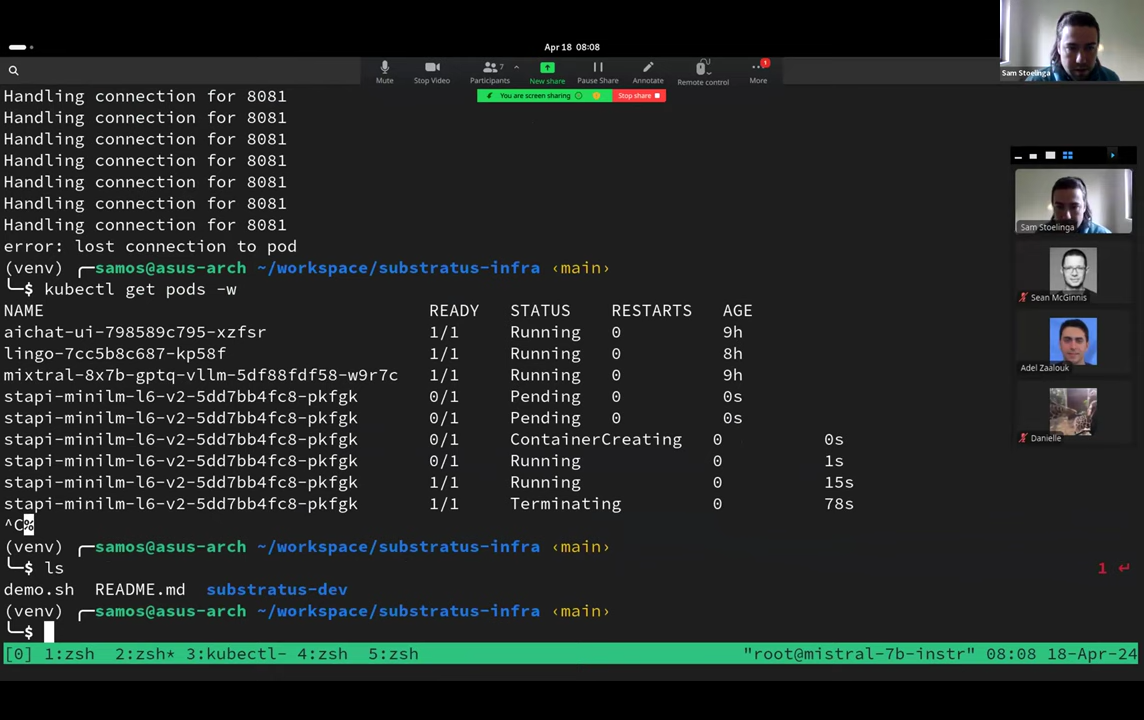 Apr 18 08:08
Sam Stoelinga
Mute
Stop Video
Participants
7
New share
Pause Share
Annotate
Remote control
More
1
You are screen sharing
Stop share
Handling connection for 8081
Handling connection for 8081
Handling connection for 8081
Handling connection for 8081
Handling connection for 8081
Handling connection for 8081
Handling connection for 8081
error: lost connection to pod
(venv) ╭─samos@asus-arch ~/workspace/substratus-infra ‹main›
╰─$ kubectl get pods -w
NAME READY STATUS RESTARTS AGE
aichat-ui-798589c795-xzfsr 1/1 Running 0 9h
lingo-7cc5b8c687-kp58f 1/1 Running 0 8h
mixtral-8x7b-gptq-vllm-5df88fdf58-w9r7c 1/1 Running 0 9h
stapi-minilm-l6-v2-5dd7bb4fc8-pkfgk 0/1 Pending 0 0s
stapi-minilm-l6-v2-5dd7bb4fc8-pkfgk 0/1 Pending 0 0s
stapi-minilm-l6-v2-5dd7bb4fc8-pkfgk 0/1 ContainerCreating 0 0s
stapi-minilm-l6-v2-5dd7bb4fc8-pkfgk 0/1 Running 0 1s
stapi-minilm-l6-v2-5dd7bb4fc8-pkfgk 1/1 Running 0 15s
stapi-minilm-l6-v2-5dd7bb4fc8-pkfgk 1/1 Terminating 0 78s
^C%
(venv) ╭─samos@asus-arch ~/workspace/substratus-infra ‹main›
╰─$ ls 1 ↵
demo.sh README.md substratus-dev
(venv) ╭─samos@asus-arch ~/workspace/substratus-infra ‹main›
╰─$
[0] 1:zsh 2:zsh* 3:kubectl- 4:zsh 5:zsh "root@mistral-7b-instr" 08:08 18-Apr-24
Sam Stoelinga
Sean McGinnis
Adel Zaalouk
Danielle